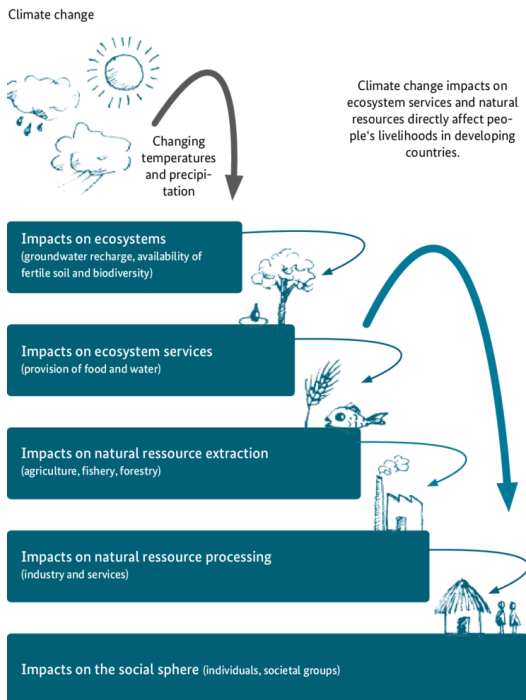 Climate change
Changing
temperatures
and precipi-
tation
Climate change impacts on
ecosystem services and natural
resources directly affect peo-
ple‘s livelihoods in developing
countries.
Impacts on ecosystems
(groundwater recharge, availability of
fertile soil and biodiversity)
Impacts on ecosystem services
(provision of food and water)
Impacts on natural ressource extraction
(agriculture, fishery, forestry)
Impacts on natural ressource processing
(industry and services)
Impacts on the social sphere (individuals, societal groups)